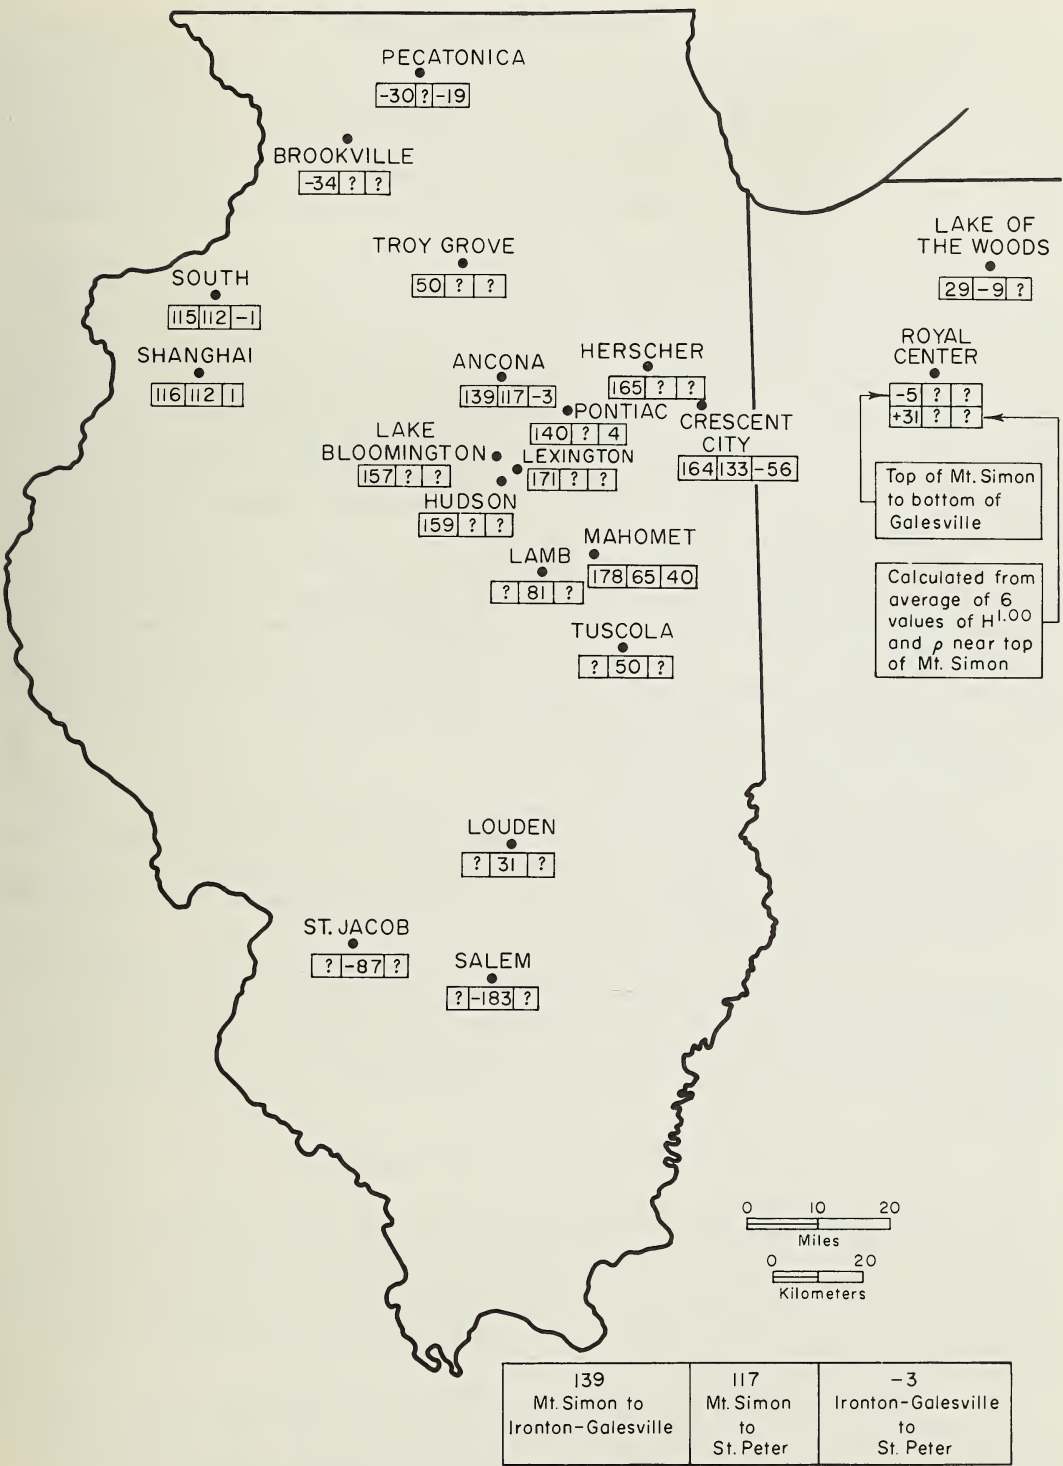 PECATONICA
-30 ? -19
BROOKVILLE
-34 ? ?
TROY GROVE
50 ? ?
SOUTH
115 112 -1
SHANGHAI
116 112 1
ANCONA
139 117 -3
HERSCHER
165 ? ?
PONTIAC
140 ? 4
CRESCENT
CITY
164 133 -56
LAKE
BLOOMINGTON
157 ? ?
LEXINGTON
171 ? ?
HUDSON
159 ? ?
LAMB
? 81 ?
MAHOMET
178 65 40
TUSCOLA
? 50 ?
LOUDEN
? 31 ?
ST. JACOB
? -87 ?
SALEM
? -183 ?
LAKE OF
THE WOODS
29 -9 ?
ROYAL
CENTER
-5 ? ?
+31 ? ?
Top of Mt. Simon
to bottom of
Galesville
Calculated from
average of 6
values of H1.00
and ρ near top
of Mt. Simon
0 10 20
Miles
0 20
Kilometers
139
Mt. Simon to
Ironton-Galesville
117
Mt. Simon
to
St. Peter
-3
Ironton-Galesville
to
St. Peter